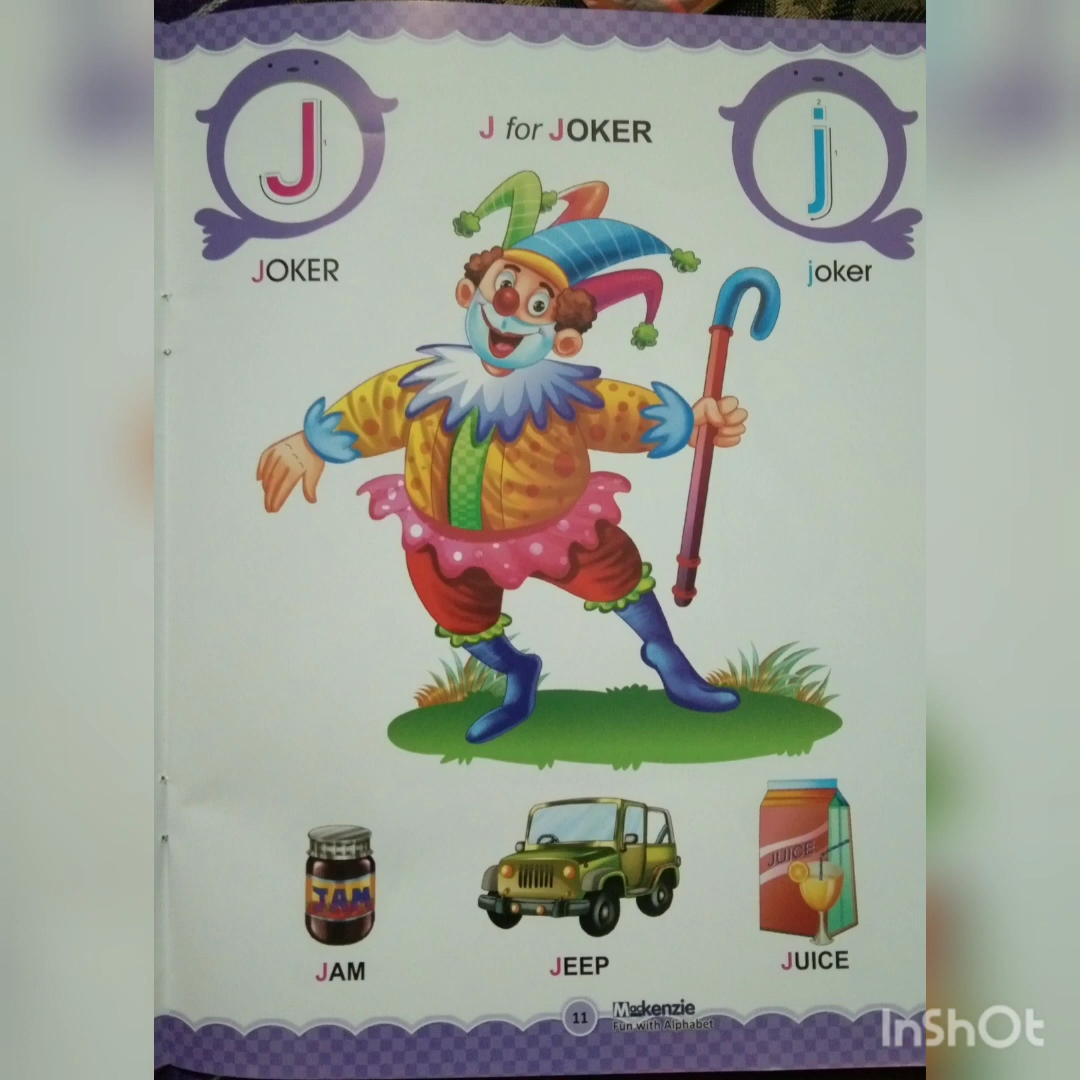 J
J for JOKER
j
JOKER
joker
JAM
JUICE
JAM
JEEP
JUICE
11
Mackenzie
Fun with Alphabet
InShOt